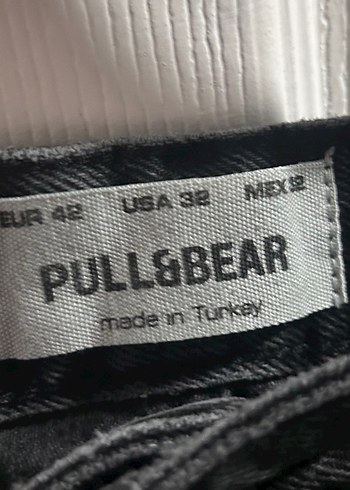 EUR 42 USA 32 MEX 32
PULL&BEAR
made in Turkey